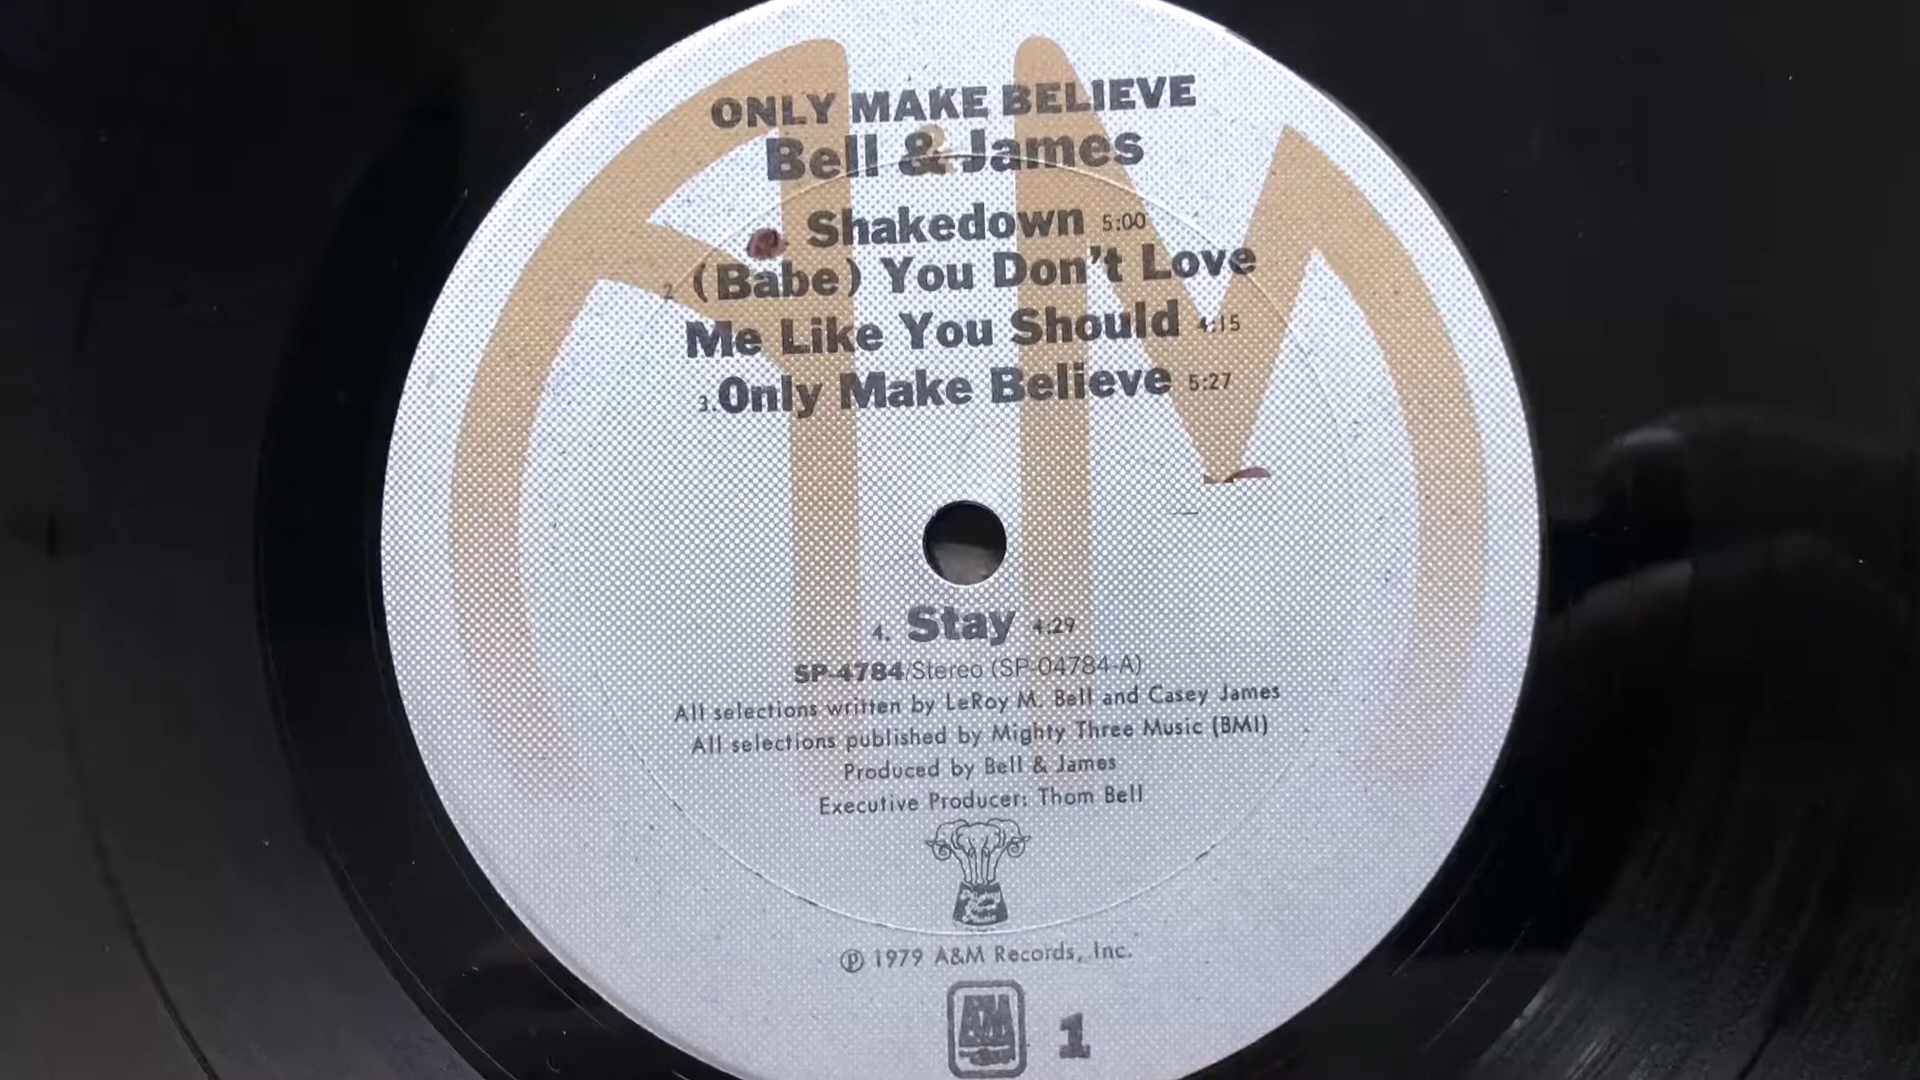 ONLY MAKE BELIEVE
Bell & James
Shakedown 5:00
2. (Babe) You Don't Love
Me Like You Should 4:15
3. Only Make Believe 5:27
4. Stay 4:29
SP-4784/Stereo (SP-04784-A)
All selections written by LeRoy M. Bell and Casey James
All selections published by Mighty Three Music (BMI)
Produced by Bell & James
Executive Producer: Thom Bell
℗ 1979 A&M Records, Inc.
A&M 1